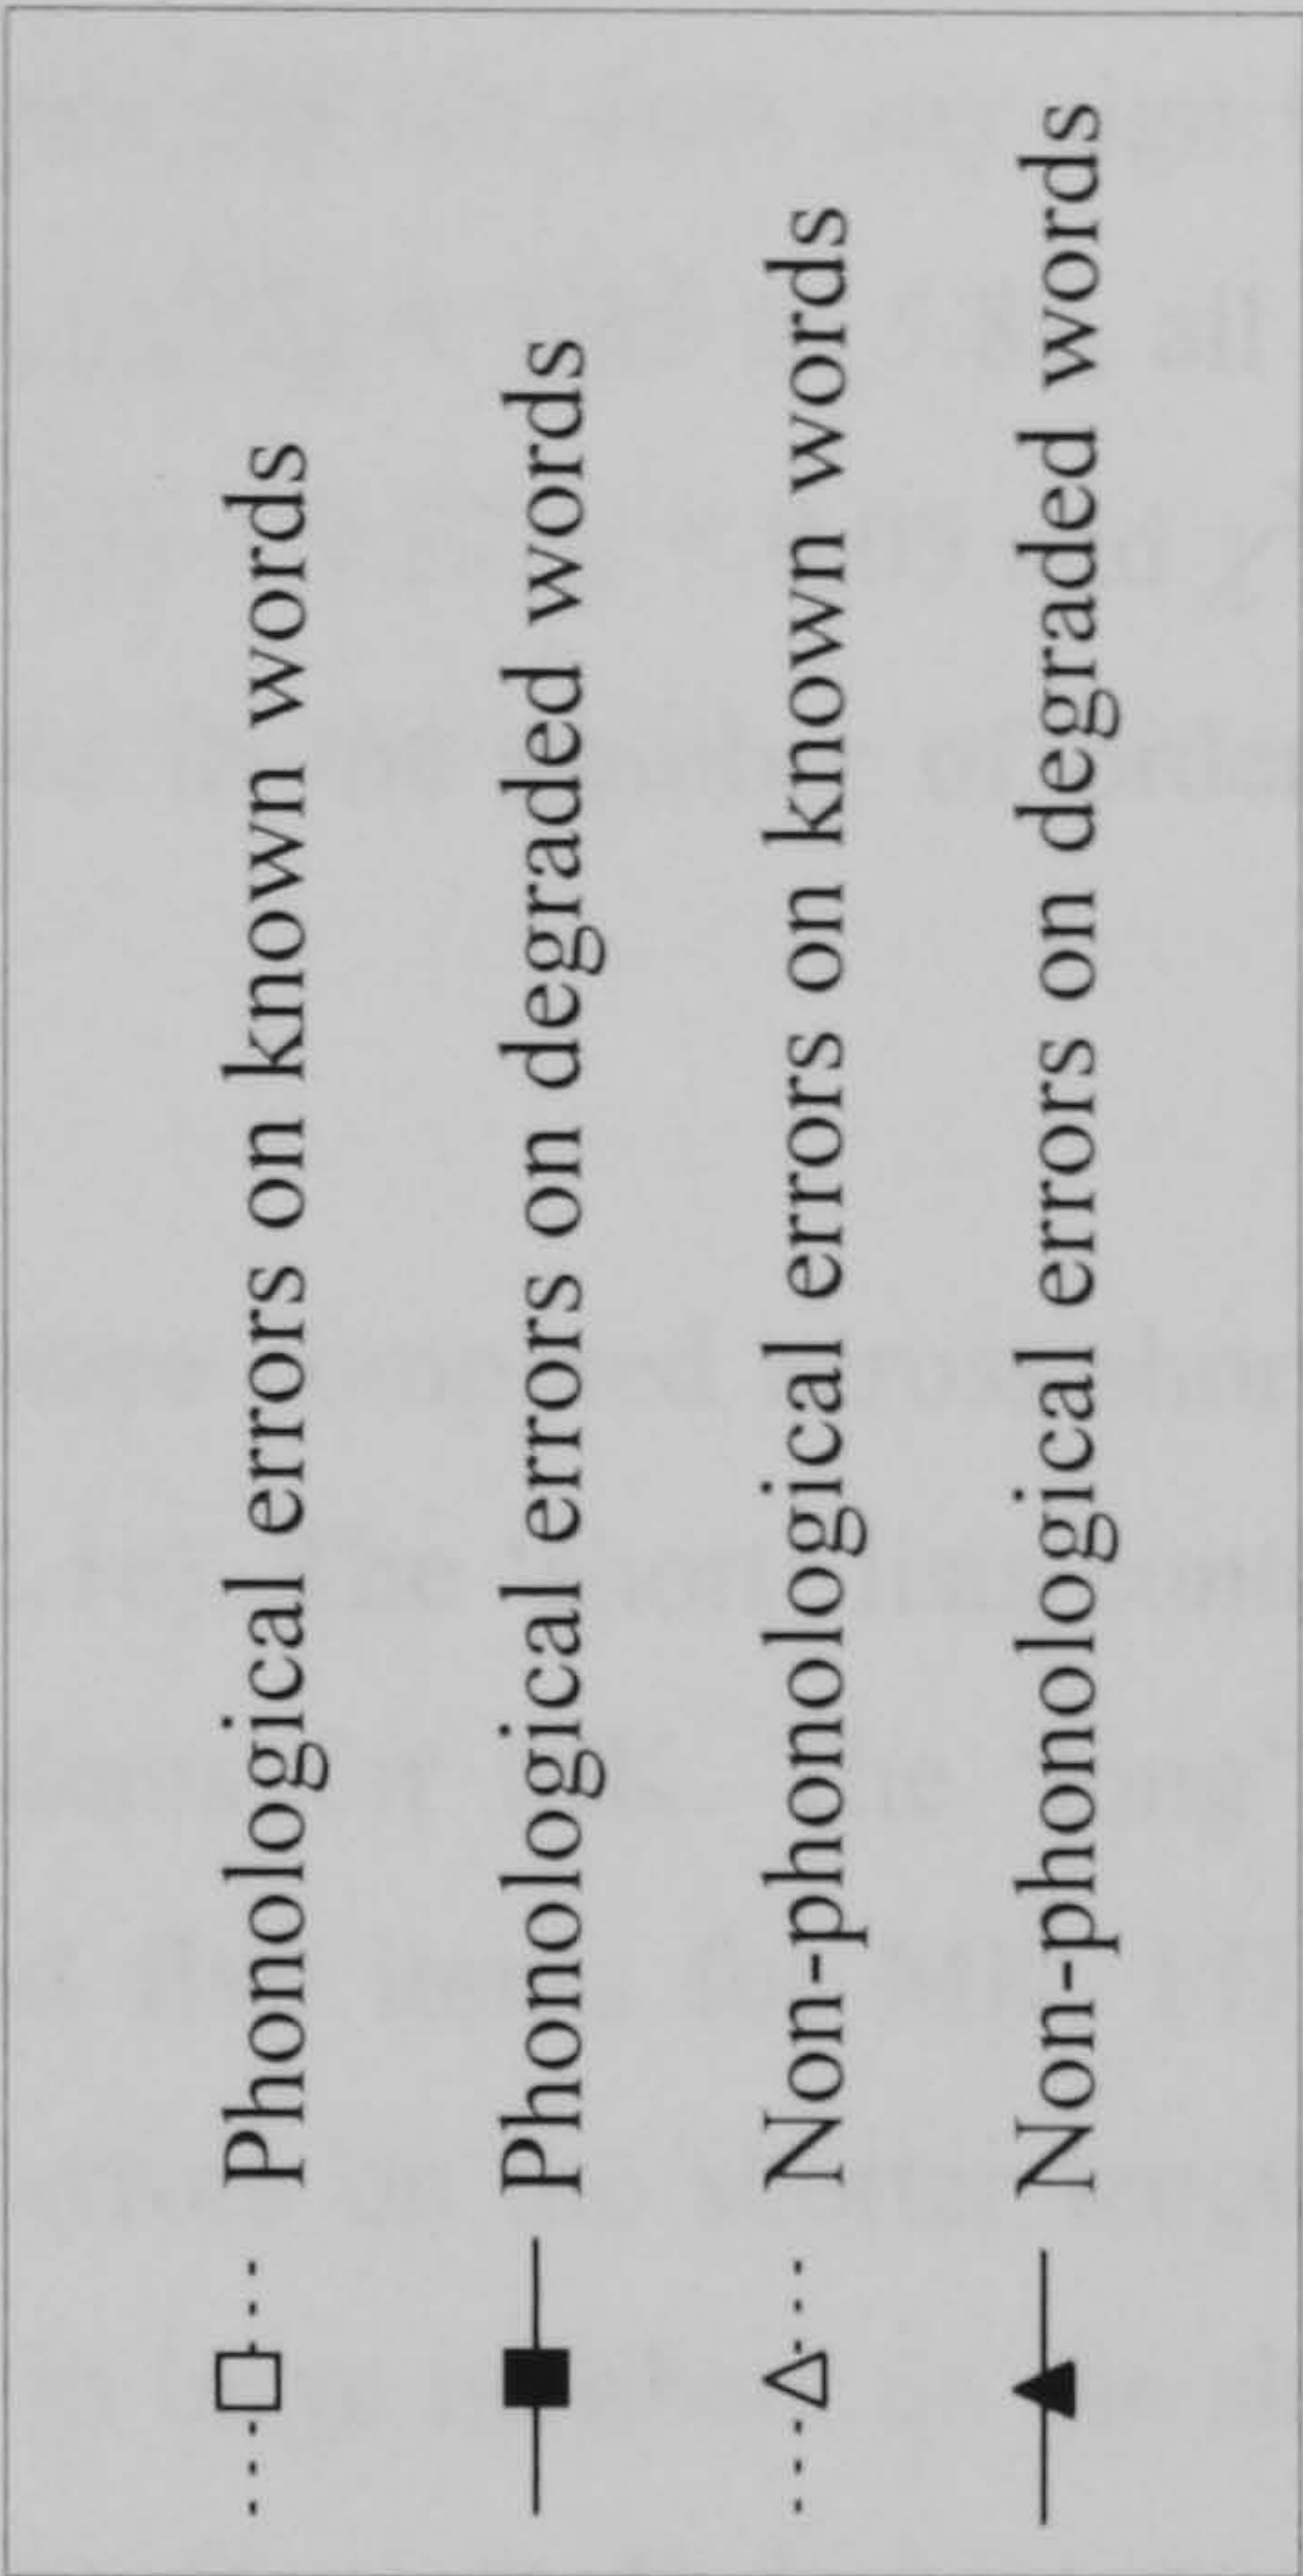 Phonological errors on known words
Phonological errors on degraded words
Non-phonological errors on known words
Non-phonological errors on degraded words